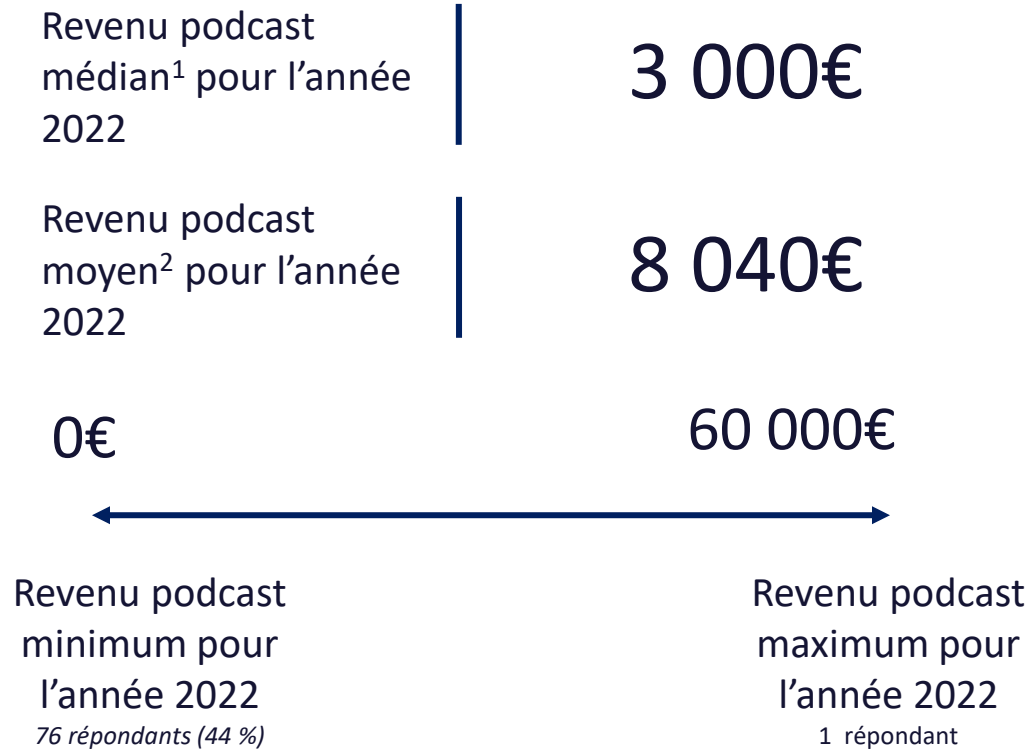 Revenu podcast
médian¹ pour l'année
2022
3 000€
Revenu podcast
moyen² pour l'année
2022
8 040€
0€
60 000€
Revenu podcast
minimum pour
l'année 2022
76 répondants (44 %)
Revenu podcast
maximum pour
l'année 2022
1 répondant